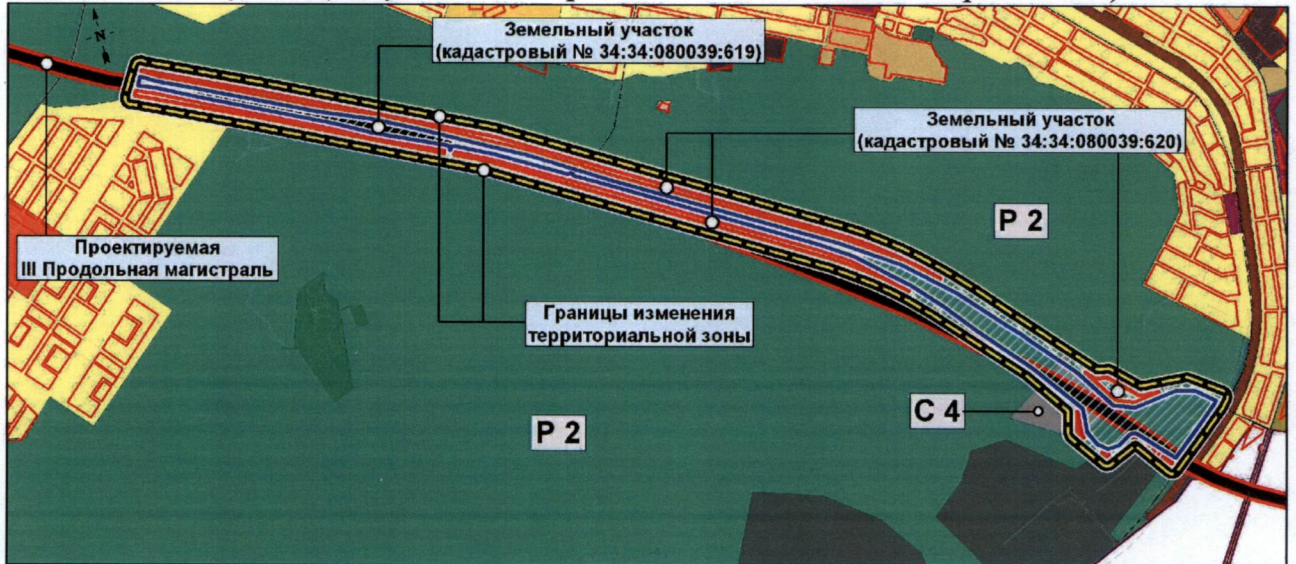 N
Земельный участок
(кадастровый № 34:34:080039:619)
Земельный участок
(кадастровый № 34:34:080039:620)
Р 2
Проектируемая
III Продольная магистраль
Границы изменения
территориальной зоны
С 4
Р 2